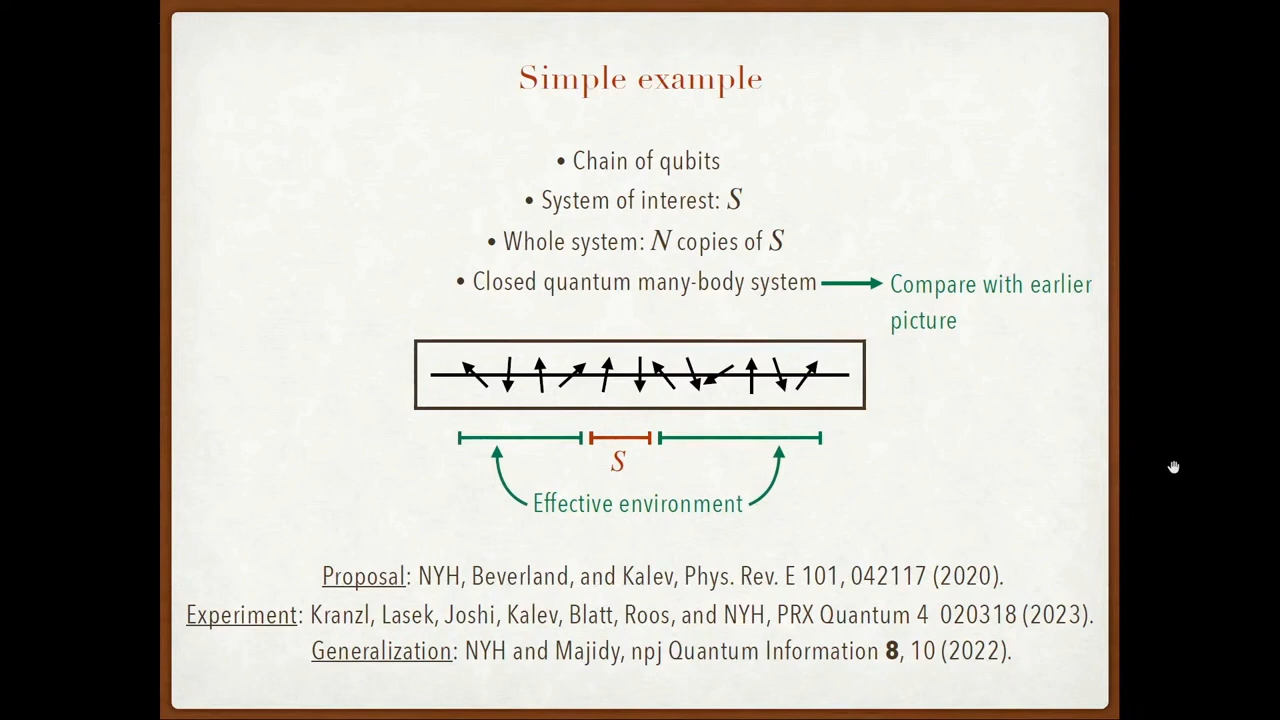 Simple example
• Chain of qubits
• System of interest: S
• Whole system: N copies of S
• Closed quantum many-body system
Compare with earlier
picture
S
Effective environment
Proposal: NYH, Beverland, and Kalev, Phys. Rev. E 101, 042117 (2020).
Experiment: Kranzl, Lasek, Joshi, Kalev, Blatt, Roos, and NYH, PRX Quantum 4 020318 (2023).
Generalization: NYH and Majidy, npj Quantum Information 8, 10 (2022).